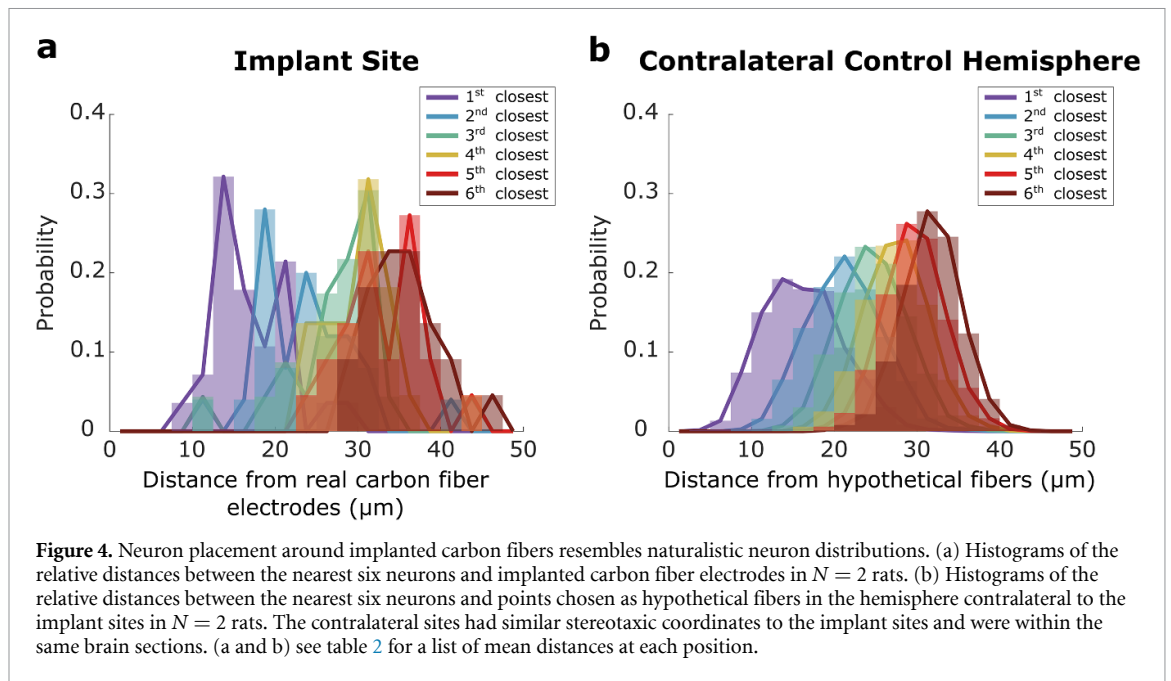 a
Implant Site
1st closest
2nd closest
3rd closest
4th closest
5th closest
6th closest
0.4
0.3
0.2
0.1
0
Probability
0 10 20 30 40 50
Distance from real carbon fiber
electrodes (µm)
b
Contralateral Control Hemisphere
1st closest
2nd closest
3rd closest
4th closest
5th closest
6th closest
0.4
0.3
0.2
0.1
0
Probability
0 10 20 30 40 50
Distance from hypothetical fibers (µm)
Figure 4. Neuron placement around implanted carbon fibers resembles naturalistic neuron distributions. (a) Histograms of the
relative distances between the nearest six neurons and implanted carbon fiber electrodes in N = 2 rats. (b) Histograms of the
relative distances between the nearest six neurons and points chosen as hypothetical fibers in the hemisphere contralateral to the
implant sites in N = 2 rats. The contralateral sites had similar stereotaxic coordinates to the implant sites and were within the
same brain sections. (a and b) see table 2 for a list of mean distances at each position.